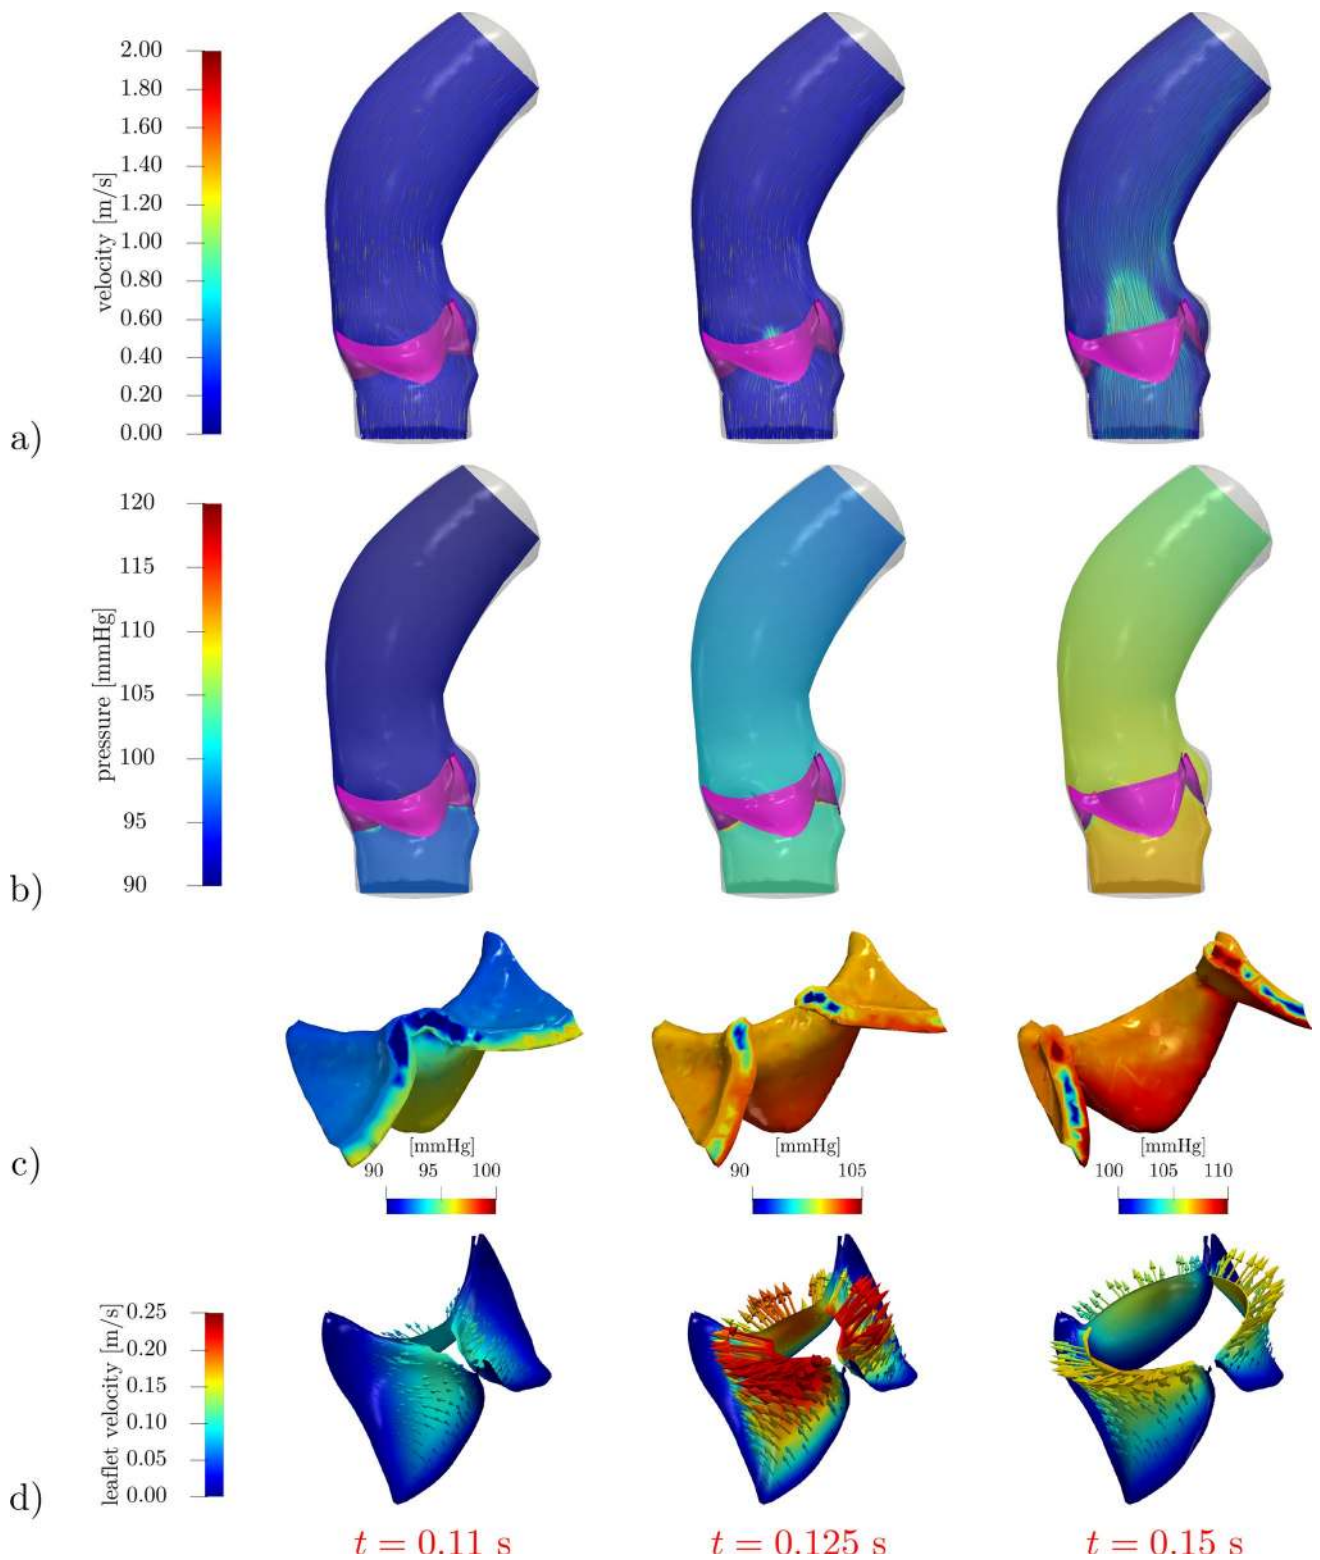 2.00
1.80
1.60
1.40
1.20
1.00
0.80
0.60
0.40
0.20
0.00
velocity [m/s]
a)
120
115
110
105
100
95
90
pressure [mmHg]
b)
c)
[mmHg]
90 95 100
[mmHg]
90 105
[mmHg]
100 105 110
0.25
0.20
0.15
0.10
0.05
0.00
leaflet velocity [m/s]
d)
t = 0.11 s t = 0.125 s t = 0.15 s